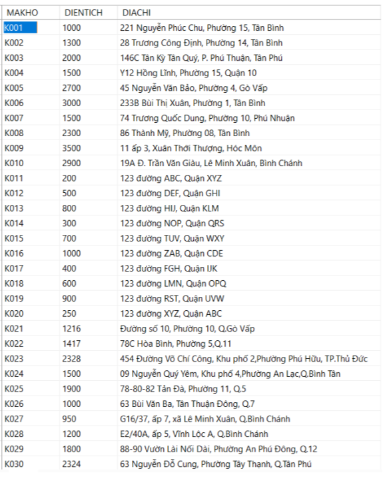 MAKHO DIENTICH DIACHI
K001 1000 221 Nguyễn Phúc Chu, Phường 15, Tân Bình
K002 1300 28 Trương Công Định, Phường 14, Tân Bình
K003 2000 146C Tân Kỳ Tân Quý, P. Phú Thuận, Tân Phú
K004 1500 Y12 Hồng Lĩnh, Phường 15, Quận 10
K005 2700 45 Nguyễn Văn Bảo, Phường 4, Gò Vấp
K006 3000 233B Bùi Thị Xuân, Phường 1, Tân Bình
K007 1500 74 Trương Quốc Dung, Phường 10, Phú Nhuận
K008 2300 86 Thành Mỹ, Phường 08, Tân Bình
K009 3500 11 ấp 3, Xuân Thới Thượng, Hóc Môn
K010 2900 19A Đ. Trần Văn Giàu, Lê Minh Xuân, Bình Chánh
K011 200 123 đường ABC, Quận XYZ
K012 500 123 đường DEF, Quận GHI
K013 800 123 đường HIJ, Quận KLM
K014 300 123 đường NOP, Quận QRS
K015 700 123 đường TUV, Quận WXY
K016 1000 123 đường ZAB, Quận CDE
K017 400 123 đường FGH, Quận IJK
K018 600 123 đường LMN, Quận OPQ
K019 900 123 đường RST, Quận UVW
K020 250 123 đường XYZ, Quận ABC
K021 1216 Đường số 10, Phường 10, Q.Gò Vấp
K022 1417 78C Hòa Bình, Phường 5,Q.11
K023 2328 454 Đường Võ Chí Công, Khu phố 2,Phường Phú Hữu, TP.Thủ Đức
K024 1500 09 Nguyễn Quý Yêm, Khu phố 4,Phường An Lạc,Q.Bình Tân
K025 1900 78-80-82 Tản Đà, Phường 11, Q.5
K026 1000 63 Bùi Văn Ba, Tân Thuận Đông, Q.7
K027 950 G16/37, ấp 7, xã Lê Minh Xuân, Q.Bình Chánh
K028 1200 E2/40A, ấp 5, Vĩnh Lộc A, Q.Bình Chánh
K029 1800 88-90 Vườn Lài Nối Dài, Phường An Phú Đông, Q.12
K030 2324 63 Nguyễn Đỗ Cung, Phường Tây Thạnh, Q.Tân Phú